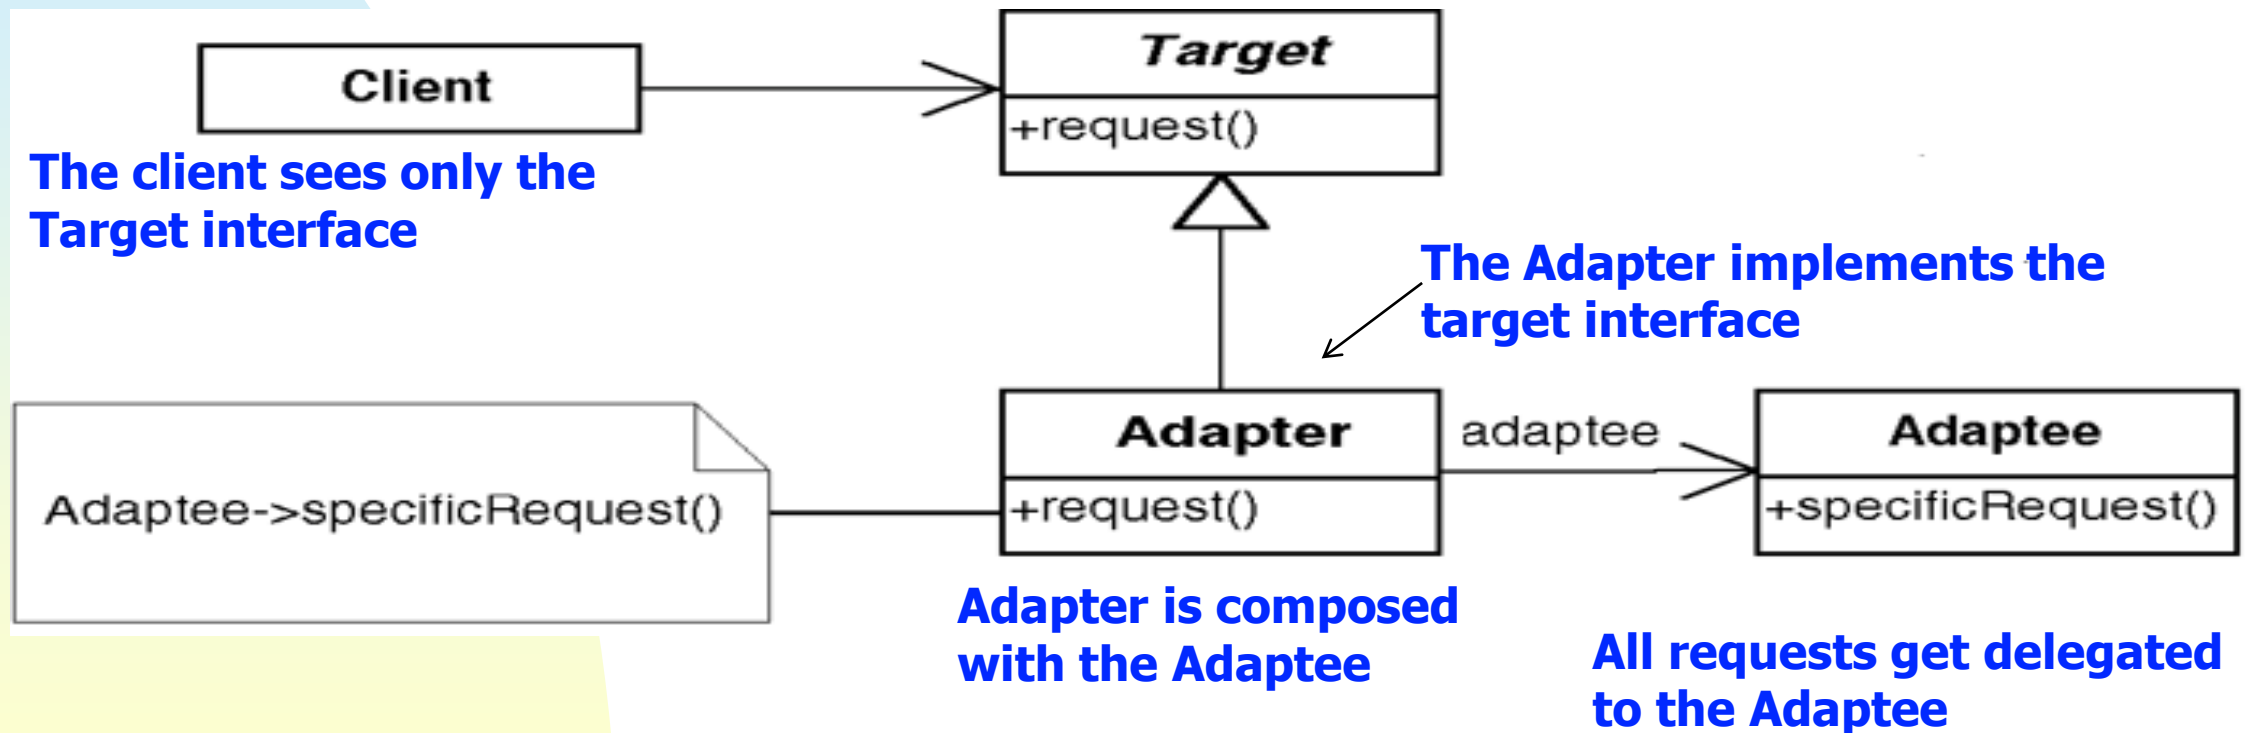 Client
Target
+request()
The client sees only the
Target interface
The Adapter implements the
target interface
Adaptee->specificRequest()
Adapter
+request()
adaptee
Adaptee
+specificRequest()
Adapter is composed
with the Adaptee
All requests get delegated
to the Adaptee